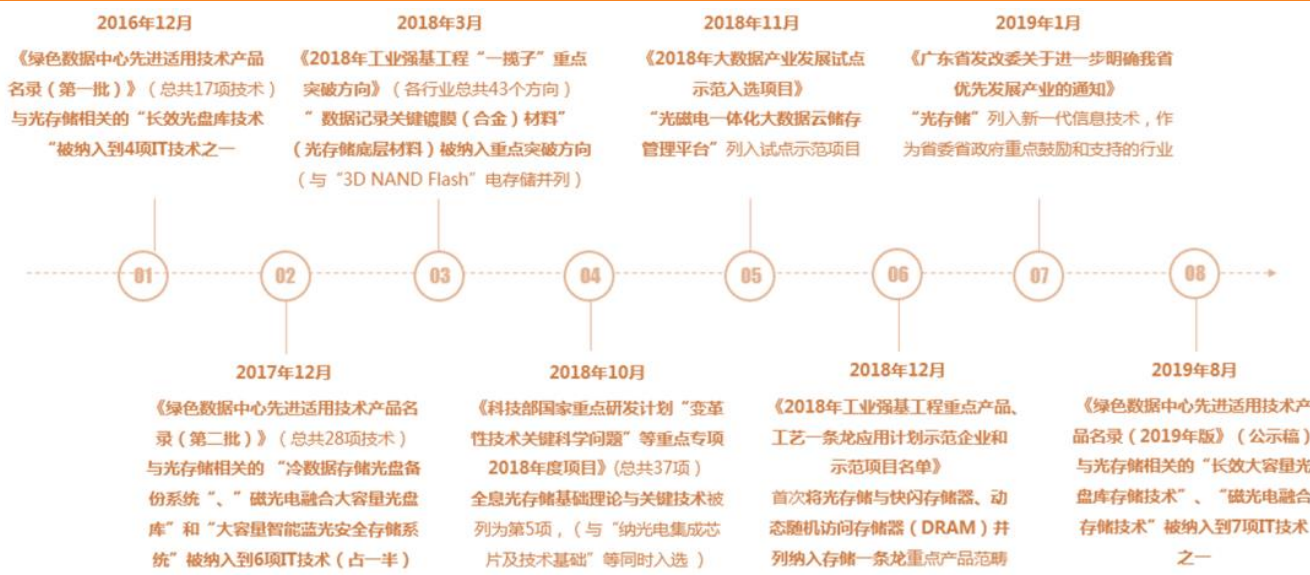 2016年12月
《绿色数据中心先进适用技术产品
名录（第一批）》（总共17项技术）
与光存储相关的“长效光盘库技术
“被纳入到4项IT技术之一
2018年3月
《2018年工业强基工程“一揽子”重点
突破方向》（各行业总共43个方向）
”数据记录关键镀膜（合金）材料”
（光存储底层材料）被纳入重点突破方向
（与“3D NAND Flash”电存储并列）
2018年11月
《2018年大数据产业发展试点
示范入选项目》
“光磁电一体化大数据云储存
管理平台”列入试点示范项目
2019年1月
《广东省发改委关于进一步明确我省
优先发展产业的通知》
“光存储”列入新一代信息技术，作
为省委省政府重点鼓励和支持的行业
01
02
03
04
05
06
07
08
2017年12月
《绿色数据中心先进适用技术产品名
录（第二批）》（总共28项技术）
与光存储相关的 “冷数据存储光盘备
份系统“、” 磁光电融合大容量光盘
库”和“大容量智能蓝光安全存储系
统”被纳入到6项IT技术（占一半）
2018年10月
《科技部国家重点研发计划“变革
性技术关键科学问题”等重点专项
2018年度项目》(总共37项）
全息光存储基础理论与关键技术被
列为第5项，（与“纳光电集成芯
片及技术基础”等同时入选 ）
2018年12月
《2018年工业强基工程重点产品、
工艺一条龙应用计划示范企业和
示范项目名单》
首次将光存储与快闪存储器、动
态随机访问存储器（DRAM）并
列纳入存储一条龙重点产品范畴
2019年8月
《绿色数据中心先进适用技术产
品名录（2019年版》（公示稿）
与光存储相关的“长效大容量光
盘库存储技术”、“磁光电融合
存储技术”被纳入到7项IT技术
之一